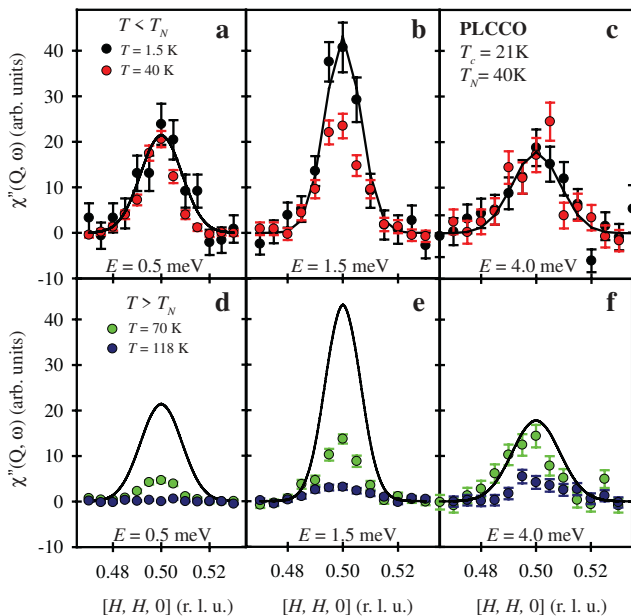 a
T < T_N
T = 1.5 K
T = 40 K
b
c
PLCCO
T_c = 21K
T_N = 40K
χ"(Q, ω) (arb. units)
40
30
20
10
0
-10
E = 0.5 meV
E = 1.5 meV
E = 4.0 meV
d
T > T_N
T = 70 K
T = 118 K
e
f
χ"(Q, ω) (arb. units)
40
30
20
10
0
-10
E = 0.5 meV
E = 1.5 meV
E = 4.0 meV
0.48 0.50 0.52
0.48 0.50 0.52
0.48 0.50 0.52
[H, H, 0] (r. l. u.)
[H, H, 0] (r. l. u.)
[H, H, 0] (r. l. u.)